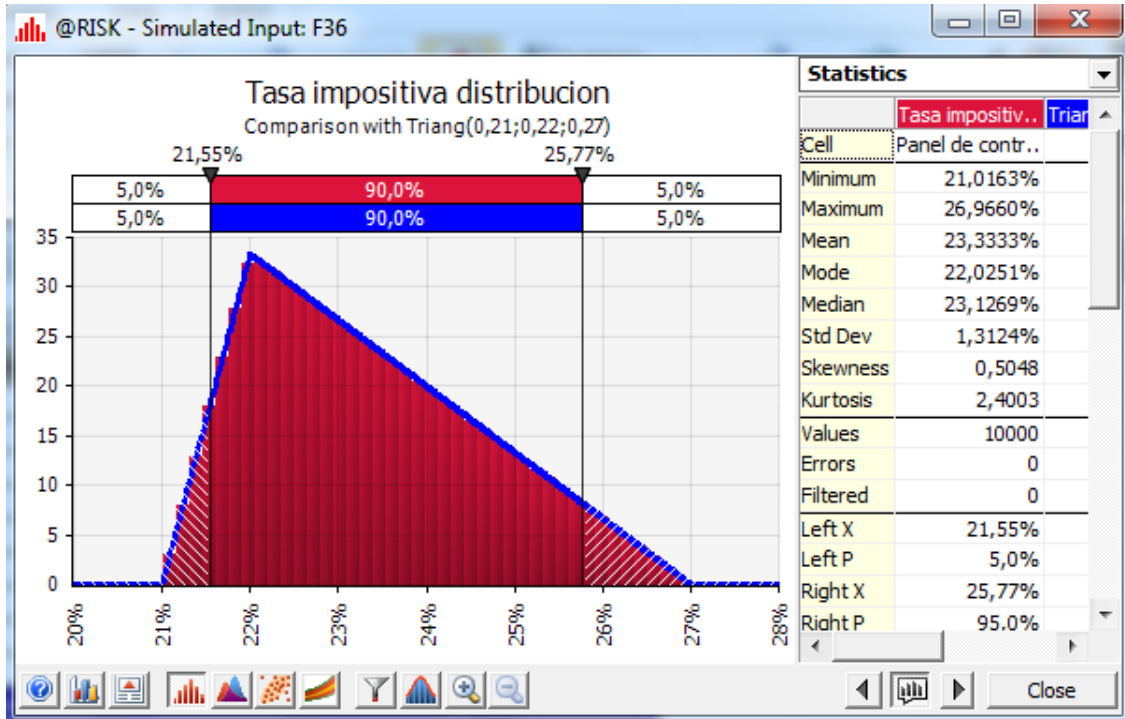 @RISK - Simulated Input: F36
Tasa impositiva distribucion
Comparison with Triang(0,21;0,22;0,27)
21,55% 25,77%
5,0% 90,0% 5,0%
5,0% 90,0% 5,0%
35
30
25
20
15
10
5
0
20% 21% 22% 23% 24% 25% 26% 27% 28%
Statistics
Tasa impositiv.. Triar
Cell Panel de contr..
Minimum 21,0163%
Maximum 26,9660%
Mean 23,3333%
Mode 22,0251%
Median 23,1269%
Std Dev 1,3124%
Skewness 0,5048
Kurtosis 2,4003
Values 10000
Errors 0
Filtered 0
Left X 21,55%
Left P 5,0%
Right X 25,77%
Right P 95,0%
Close